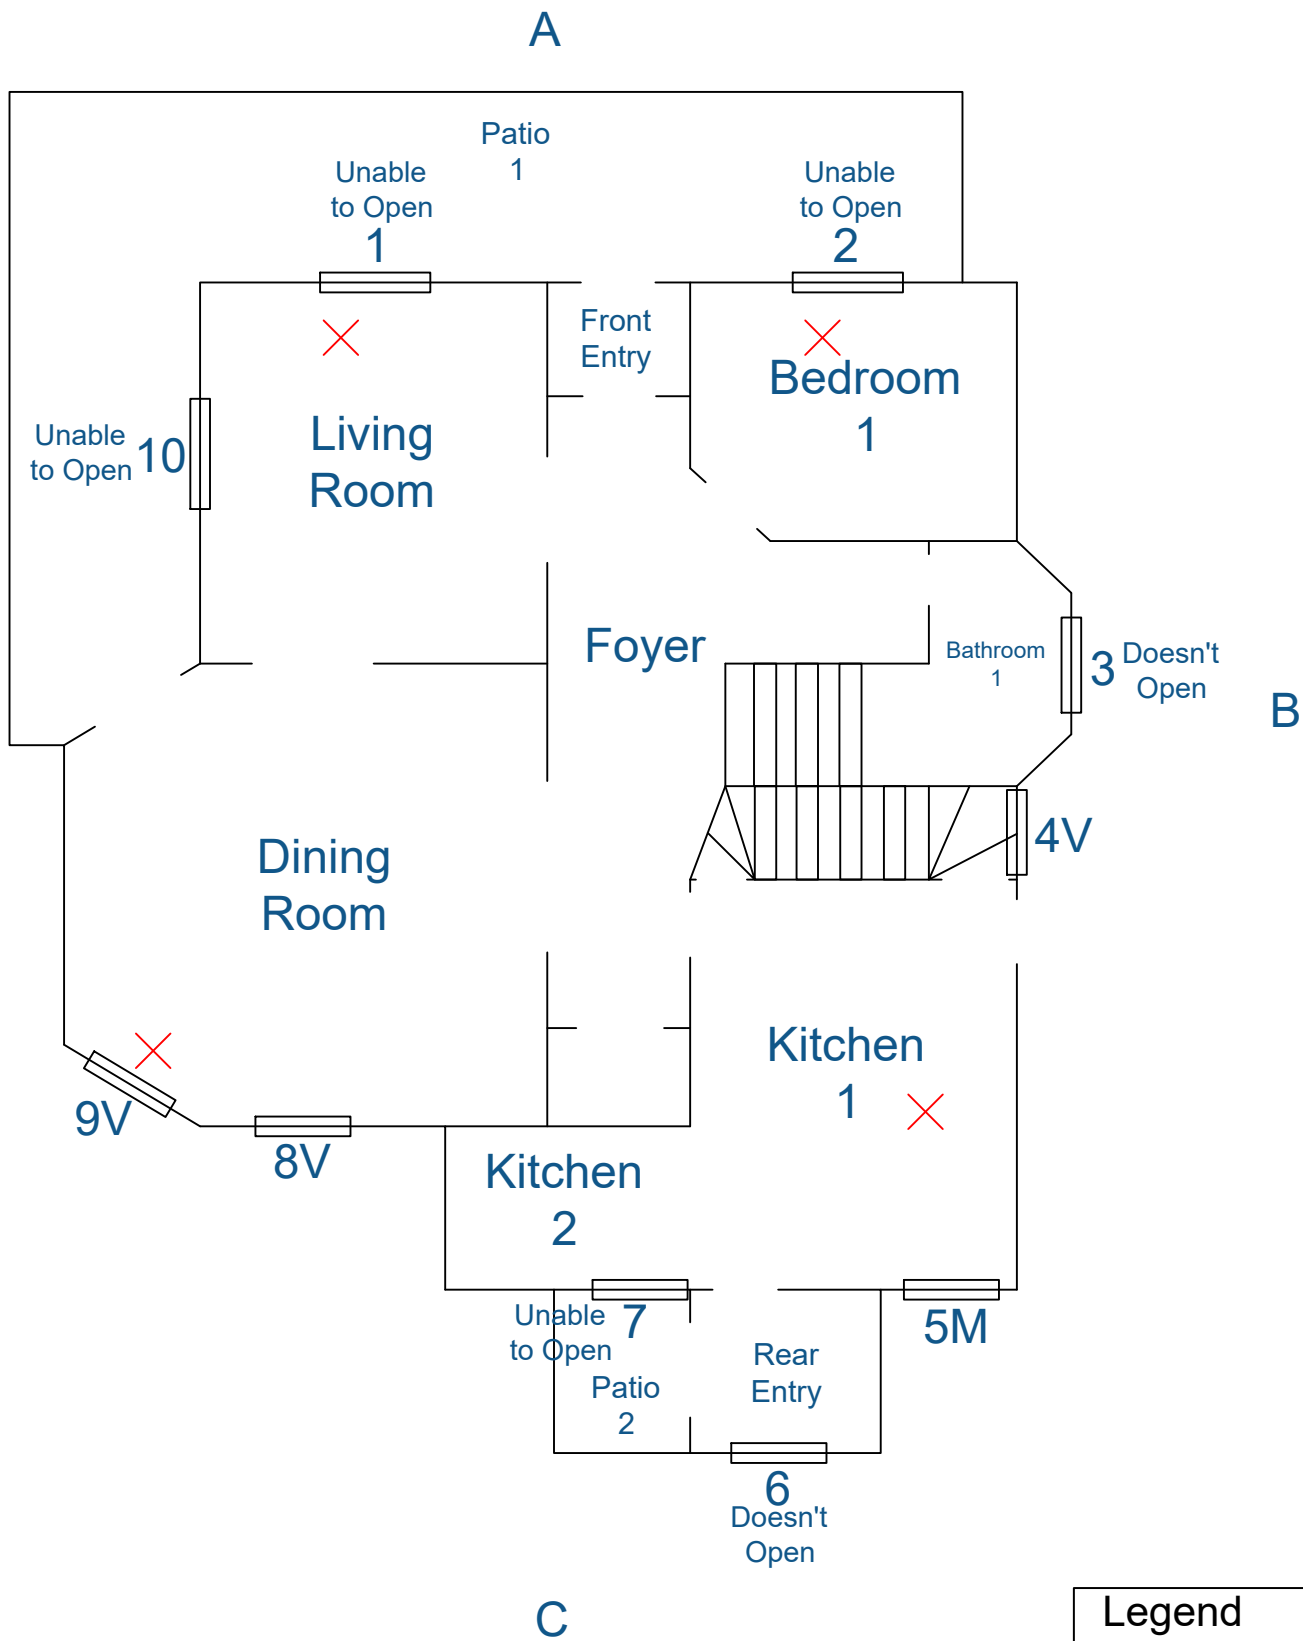 A
Patio
1
Unable
to Open
1
Unable
to Open
2
Front
Entry
Bedroom
1
Living
Room
Unable
to Open
10
Foyer
Bathroom
1
3
Doesn't
Open
B
4V
Dining
Room
Kitchen
1
9V
8V
Kitchen
2
Unable
to Open
7
5M
Patio
2
Rear
Entry
6
Doesn't
Open
C
Legend